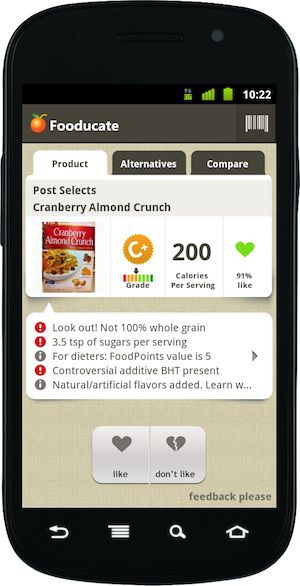 3G
10:22
Fooducate
Product
Alternatives
Compare
Post Selects
Cranberry Almond Crunch
Cranberry
Almond Crunch
C+
Grade
200
Calories
Per Serving
91%
like
Look out! Not 100% whole grain
3.5 tsp of sugars per serving
For dieters: FoodPoints value is 5
Controversial additive BHT present
Natural/artificial flavors added. Learn w...
like
don't like
feedback please